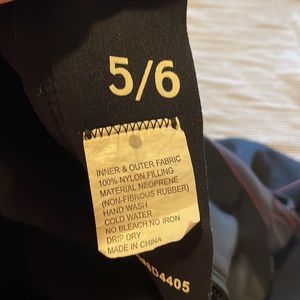 5/6
INNER & OUTER FABRIC
100% NYLON.FILLING
MATERIAL NEOPRENE
(NON-FIBROUS RUBBER)
HAND WASH
COLD WATER
NO BLEACH.NO IRON
DRIP DRY
MADE IN CHINA